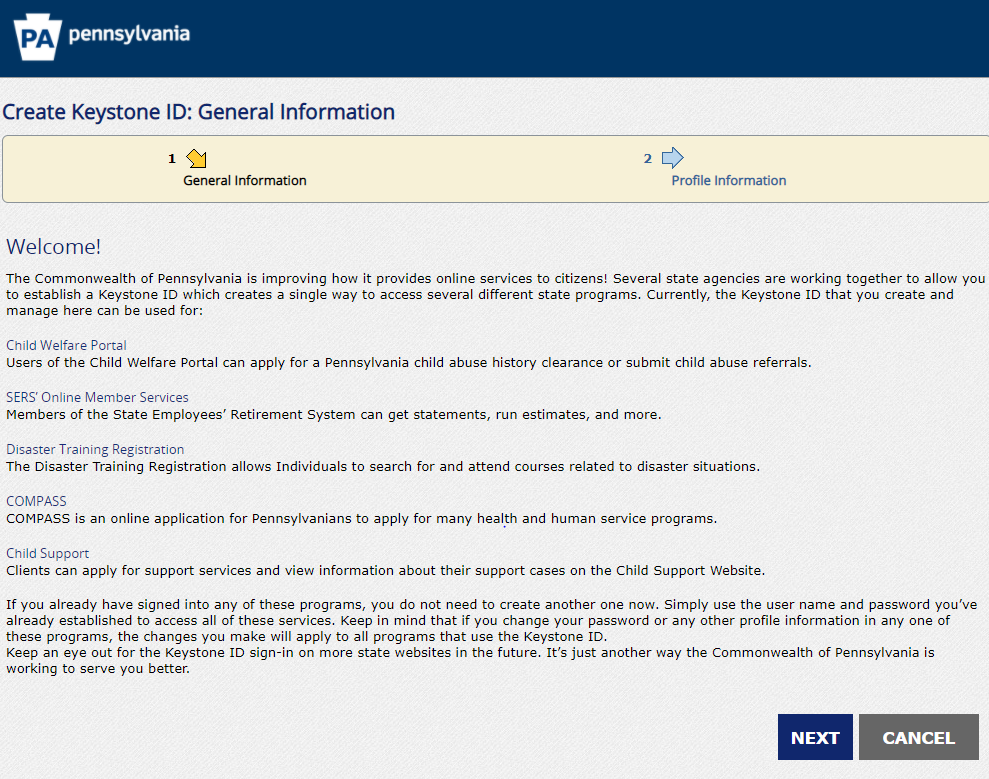 PA pennsylvania
Create Keystone ID: General Information
1
General Information
2
Profile Information
Welcome!
The Commonwealth of Pennsylvania is improving how it provides online services to citizens! Several state agencies are working together to allow you
to establish a Keystone ID which creates a single way to access several different state programs. Currently, the Keystone ID that you create and
manage here can be used for:
Child Welfare Portal
Users of the Child Welfare Portal can apply for a Pennsylvania child abuse history clearance or submit child abuse referrals.
SERS’ Online Member Services
Members of the State Employees’ Retirement System can get statements, run estimates, and more.
Disaster Training Registration
The Disaster Training Registration allows Individuals to search for and attend courses related to disaster situations.
COMPASS
COMPASS is an online application for Pennsylvanians to apply for many health and human service programs.
Child Support
Clients can apply for support services and view information about their support cases on the Child Support Website.
If you already have signed into any of these programs, you do not need to create another one now. Simply use the user name and password you’ve
already established to access all of these services. Keep in mind that if you change your password or any other profile information in any one of
these programs, the changes you make will apply to all programs that use the Keystone ID.
Keep an eye out for the Keystone ID sign-in on more state websites in the future. It’s just another way the Commonwealth of Pennsylvania is
working to serve you better.
NEXT CANCEL